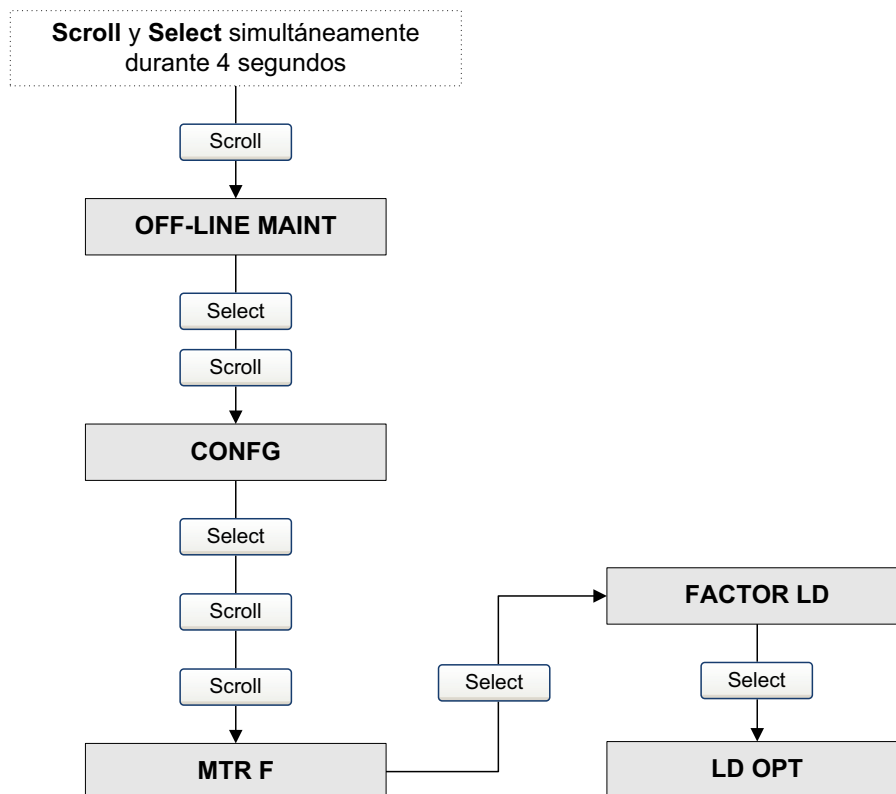 Scroll y Select simultáneamente
durante 4 segundos
Scroll
OFF-LINE MAINT
Select
Scroll
CONFG
Select
Scroll
Scroll
MTR F
Select
FACTOR LD
Select
LD OPT